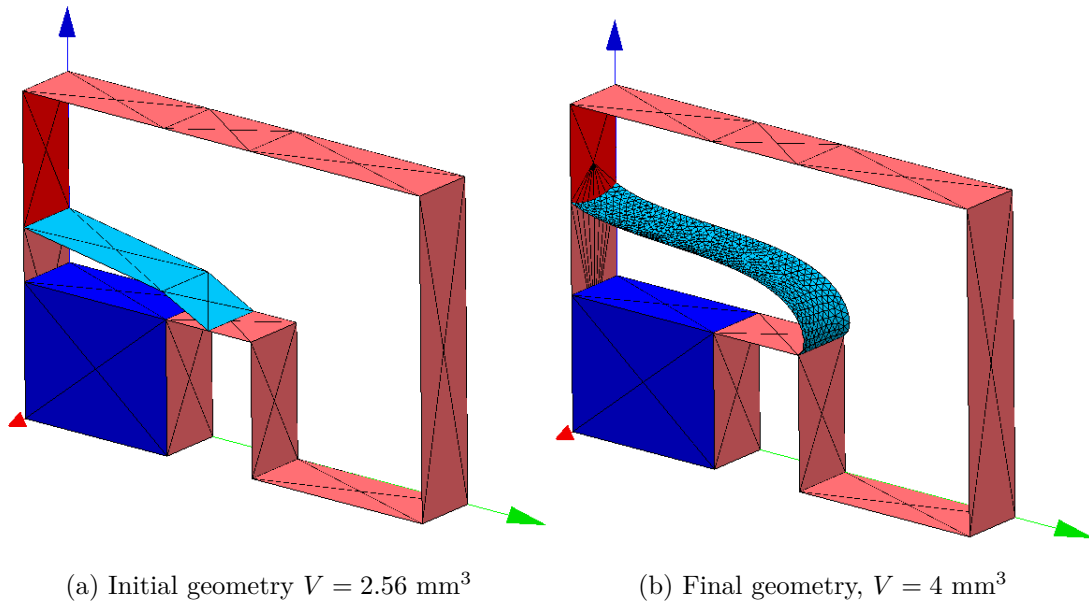 (a) Initial geometry V = 2.56 mm³
(b) Final geometry, V = 4 mm³